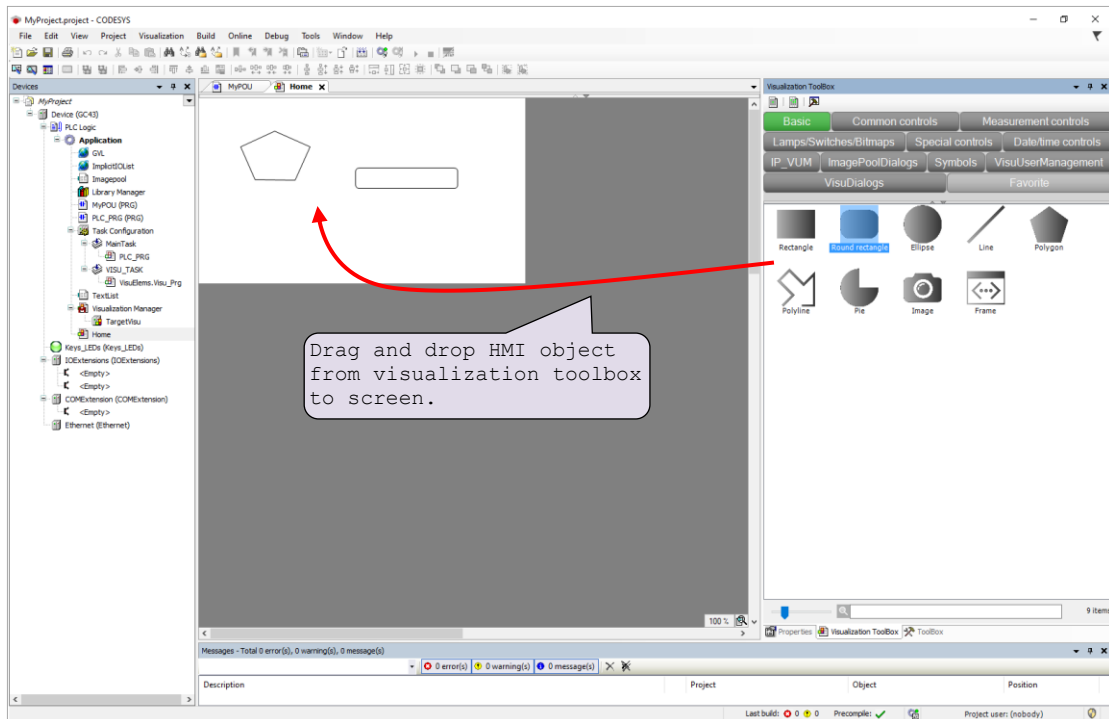 MyProject.project - CODESYS
File Edit View Project Visualization Build Online Debug Tools Window Help
Devices
MyProject
Device (GC43)
PLC Logic
Application
GVL
ImplicitIOList
Imagepool
Library Manager
MyPOU (PRG)
PLC_PRG (PRG)
Task Configuration
MainTask
PLC_PRG
VISU_TASK
VisuElems.Visu_Prg
TextList
Visualization Manager
TargetVisu
Home
Keys_LEDs (Keys_LEDs)
IOExtensions (IOExtensions)
<Empty>
<Empty>
COMExtension (COMExtension)
<Empty>
Ethernet (Ethernet)
MyPOU Home
Drag and drop HMI object
from visualization toolbox
to screen.
100 %
Visualization ToolBox
Basic Common controls Measurement controls
Lamps/Switches/Bitmaps Special controls Date/time controls
IP_VUM ImagePoolDialogs Symbols VisuUserManagement
VisuDialogs Favorite
Rectangle Round rectangle Ellipse Line Polygon
Polyline Pie Image Frame
9 items
Properties Visualization ToolBox ToolBox
Messages - Total 0 error(s), 0 warning(s), 0 message(s)
0 error(s) 0 warning(s) 0 message(s)
Description Project Object Position
Last build: 0 0 Precompile: Project user: (nobody)